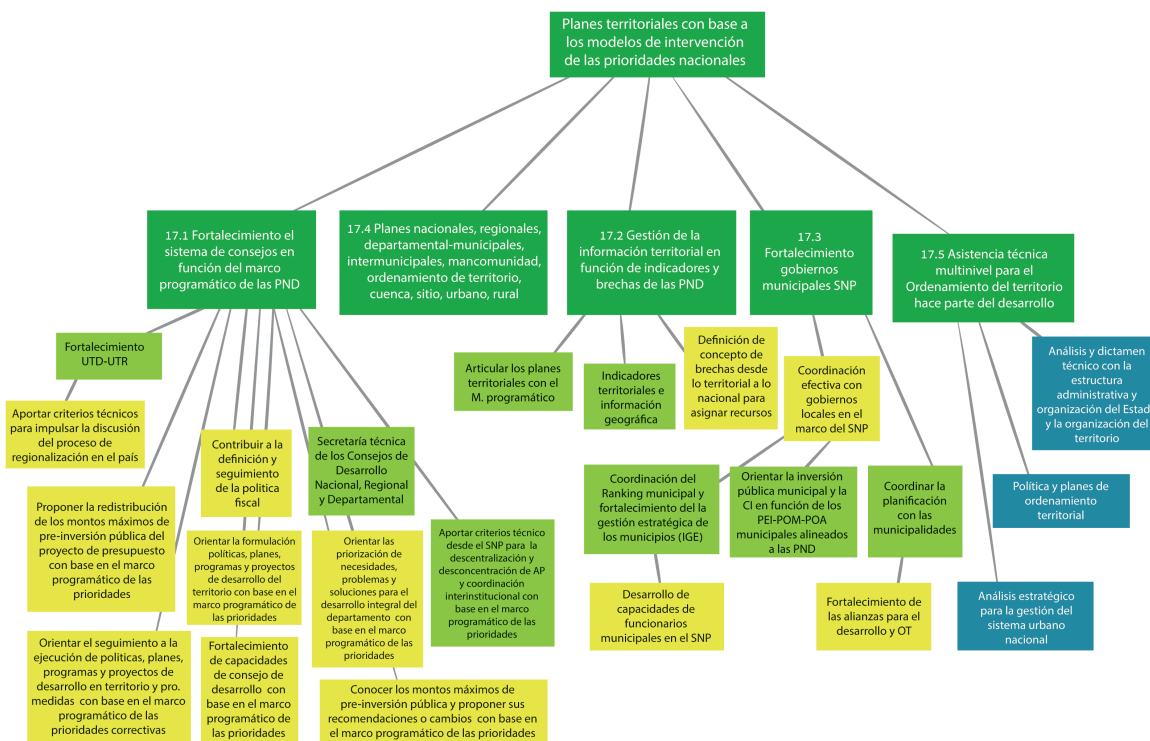 Planes territoriales con base a
los modelos de intervención
de las prioridades nacionales
17.1 Fortalecimiento el
sistema de consejos en
función del marco
programático de las PND
17.4 Planes nacionales, regionales,
departamental-municipales,
intermunicipales, mancomunidad,
ordenamiento de territorio,
cuenca, sitio, urbano, rural
17.2 Gestión de la
información territorial en
función de indicadores y
brechas de las PND
17.3
Fortalecimiento
gobiernos
municipales SNP
17.5 Asistencia técnica
multinivel para el
Ordenamiento del territorio
hace parte del desarrollo
Fortalecimiento
UTD-UTR
Aportar criterios técnicos
para impulsar la discusión
del proceso de
regionalización en el país
Proponer la redistribución
de los montos máximos de
pre-inversión pública del
proyecto de presupuesto
con base en el marco
programático de las
prioridades
Orientar el seguimiento a la
ejecución de politicas, planes,
programas y proyectos de
desarrollo en territorio y pro.
medidas con base en el marco
programático de las
prioridades correctivas
Contribuir a la
definición y
seguimiento
de la politica
fiscal
Orientar la formulación
políticas, planes,
programas y proyectos
de desarrollo del
territorio con base en el
marco programático de
las prioridades
Fortalecimiento
de capacidades
de consejo de
desarrollo con
base en el marco
programático de
las prioridades
Secretaría técnica
de los Consejos de
Desarrollo
Nacional, Regional
y Departamental
Orientar las
priorización de
necesidades,
problemas y
soluciones para el
desarrollo integral del
departamento con
base en el marco
programático de las
prioridades
Conocer los montos máximos de
pre-inversión pública y proponer sus
recomendaciones o cambios con base en
el marco programático de las prioridades
Aportar criterios técnico
desde el SNP para la
descentralización y
desconcentración de
AP y coordinación
interinstitucional con
base en el marco
programático de las
prioridades
Articular los planes
territoriales con el
M. programático
Indicadores
territoriales e
información
geográfica
Definición de
concepto de
brechas desde
lo territorial a lo
nacional para
asignar recursos
Coordinación
efectiva con
gobiernos
locales en el
marco del SNP
Coordinación del
Ranking municipal y
fortalecimiento del la
gestión estratégica de
los municipios (IGE)
Orientar la inversión
pública municipal y la
CI en función de los
PEI-POM-POA
municipales alineados
a las PND
Coordinar la
planificación
con las
municipalidades
Desarrollo de
capacidades de
funcionarios
municipales en el SNP
Fortalecimiento de
las alianzas para el
desarrollo y OT
Análisis y dictamen
técnico con la
estructura
administrativa y
organización del Estad
y la organización del
territorio
Política y planes de
ordenamiento
territorial
Análisis estratégico
para la gestión del
sistema urbano
nacional